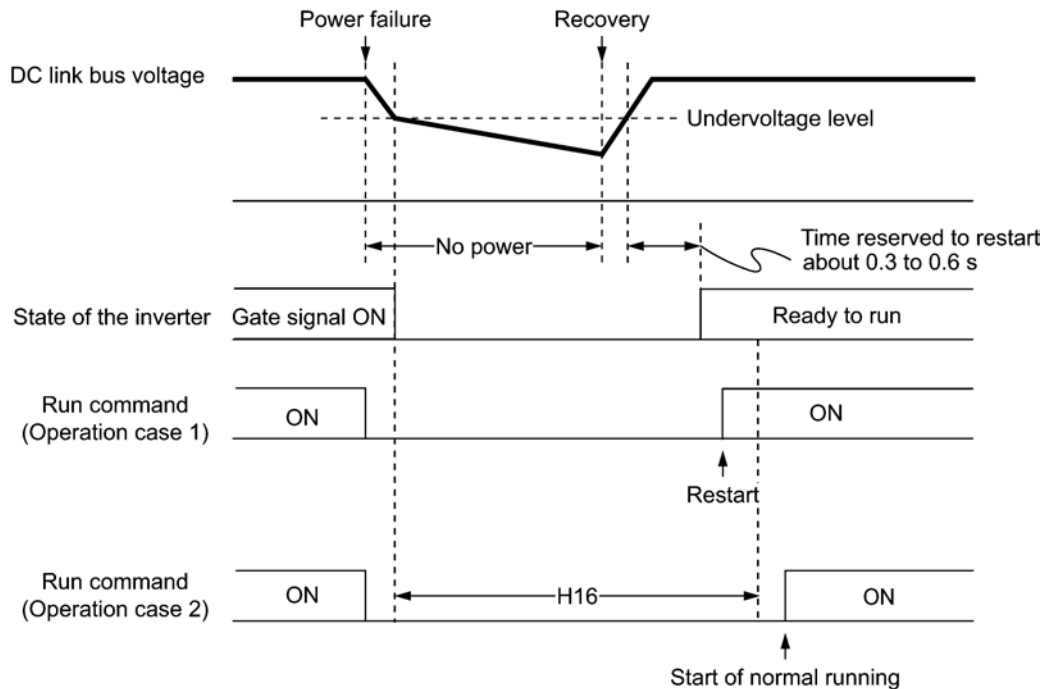 Power failure
Recovery
DC link bus voltage
Undervoltage level
No power
Time reserved to restart
about 0.3 to 0.6 s
State of the inverter
Gate signal ON
Ready to run
Run command
(Operation case 1)
ON
ON
Restart
Run command
(Operation case 2)
ON
H16
ON
Start of normal running